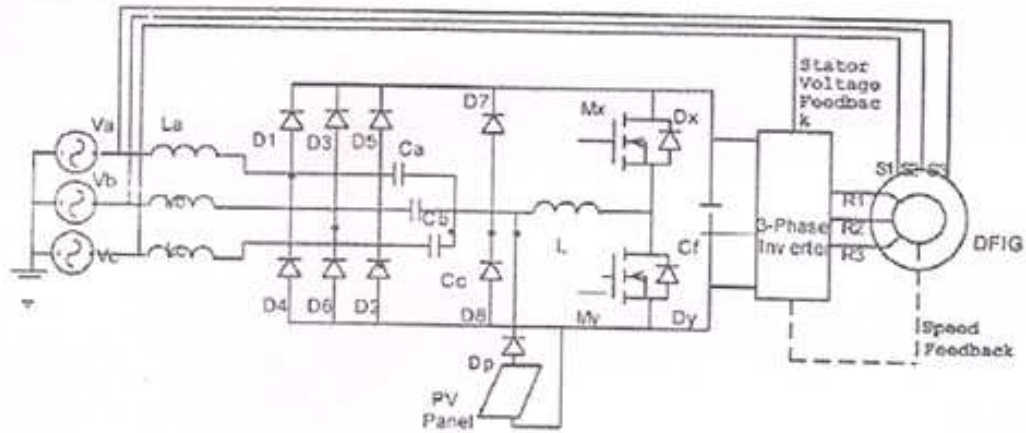 Stator
Voltage
Feedbac
k
Va
La
D1
D3
D5
D7
Mx
Dx
Ca
Vb
S1
S2
S3
R1
R2
R3
3-Phase
Inverter
DFIG
Cb
L
Cf
Vc
Cc
D4
D6
D2
D8
Dy
Dp
PV
Panel
Speed
Feedback